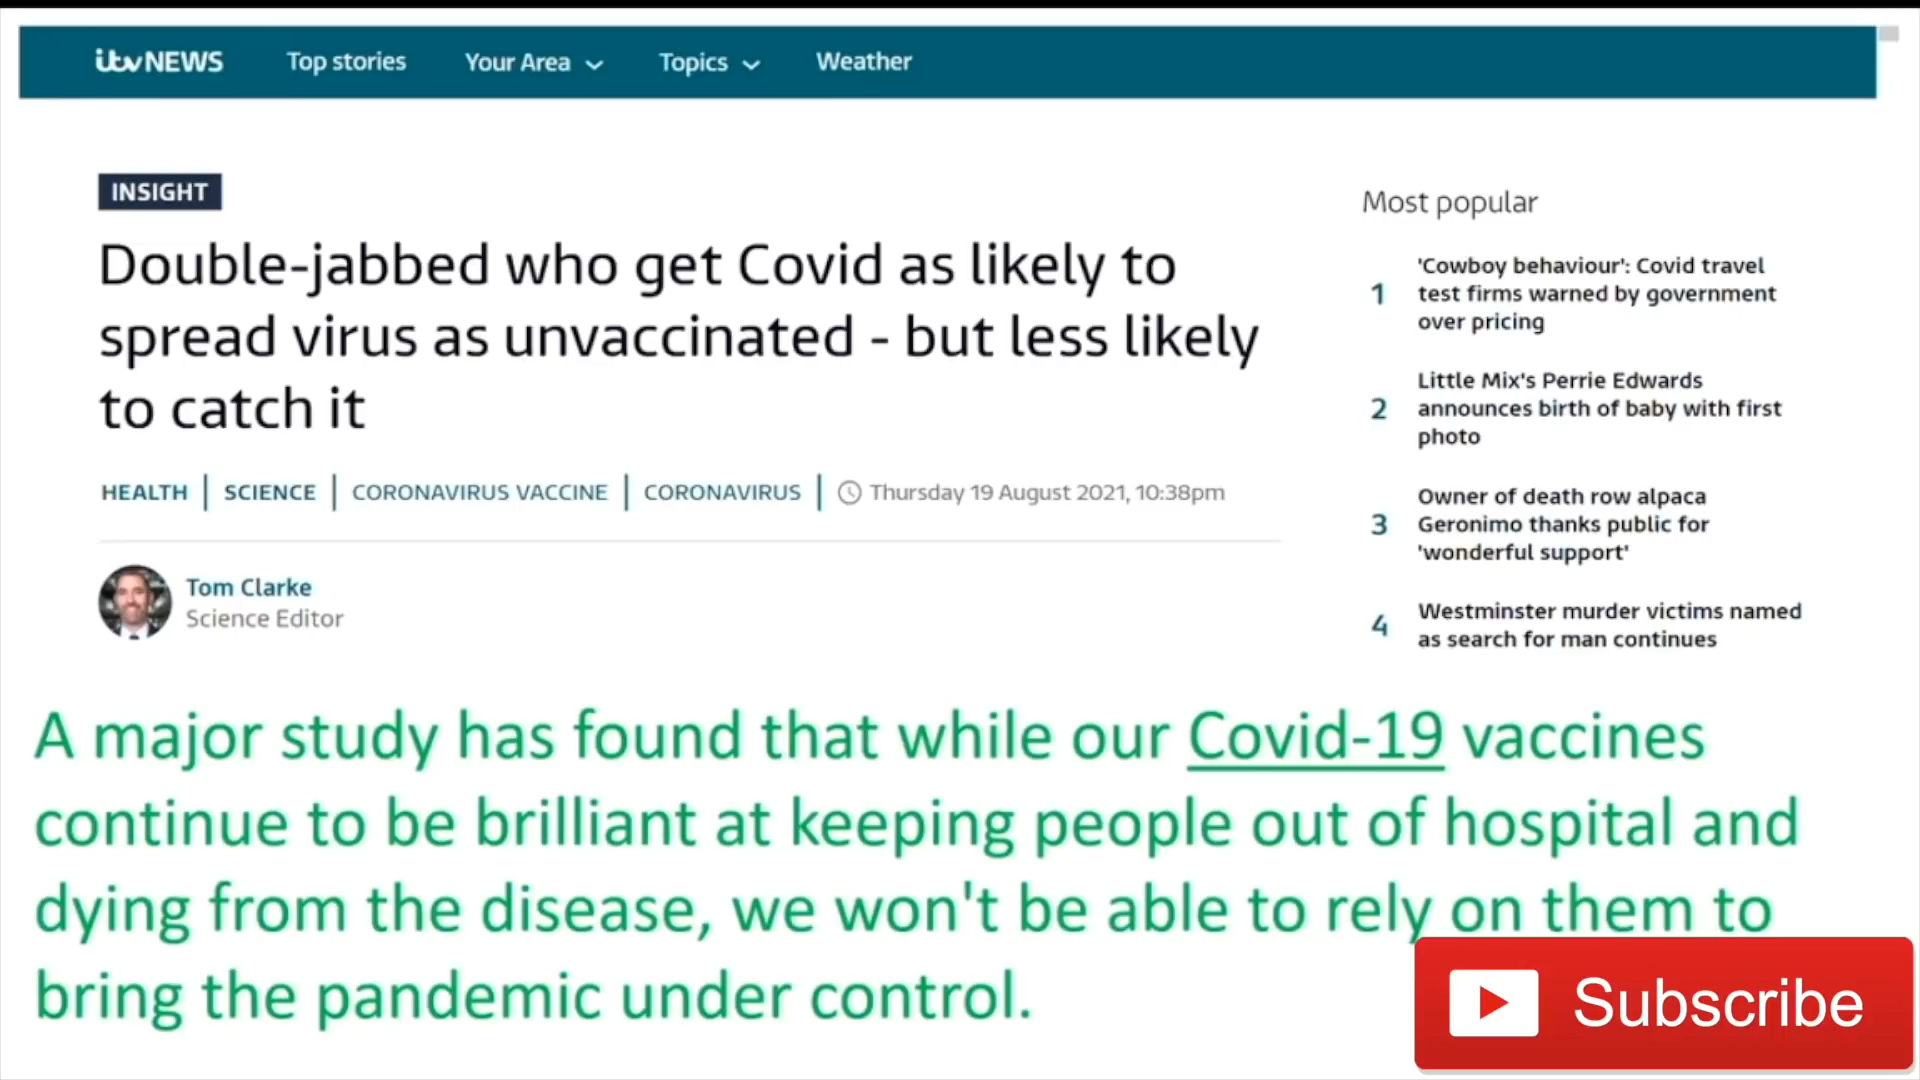 itv NEWS Top stories Your Area Topics Weather
INSIGHT
Double-jabbed who get Covid as likely to
spread virus as unvaccinated - but less likely
to catch it
HEALTH | SCIENCE | CORONAVIRUS VACCINE | CORONAVIRUS | Thursday 19 August 2021, 10:38pm
Tom Clarke
Science Editor
Most popular
1
'Cowboy behaviour': Covid travel
test firms warned by government
over pricing
2
Little Mix's Perrie Edwards
announces birth of baby with first
photo
3
Owner of death row alpaca
Geronimo thanks public for
'wonderful support'
4
Westminster murder victims named
as search for man continues
A major study has found that while our Covid-19 vaccines
continue to be brilliant at keeping people out of hospital and
dying from the disease, we won't be able to rely on them to
bring the pandemic under control.
Subscribe